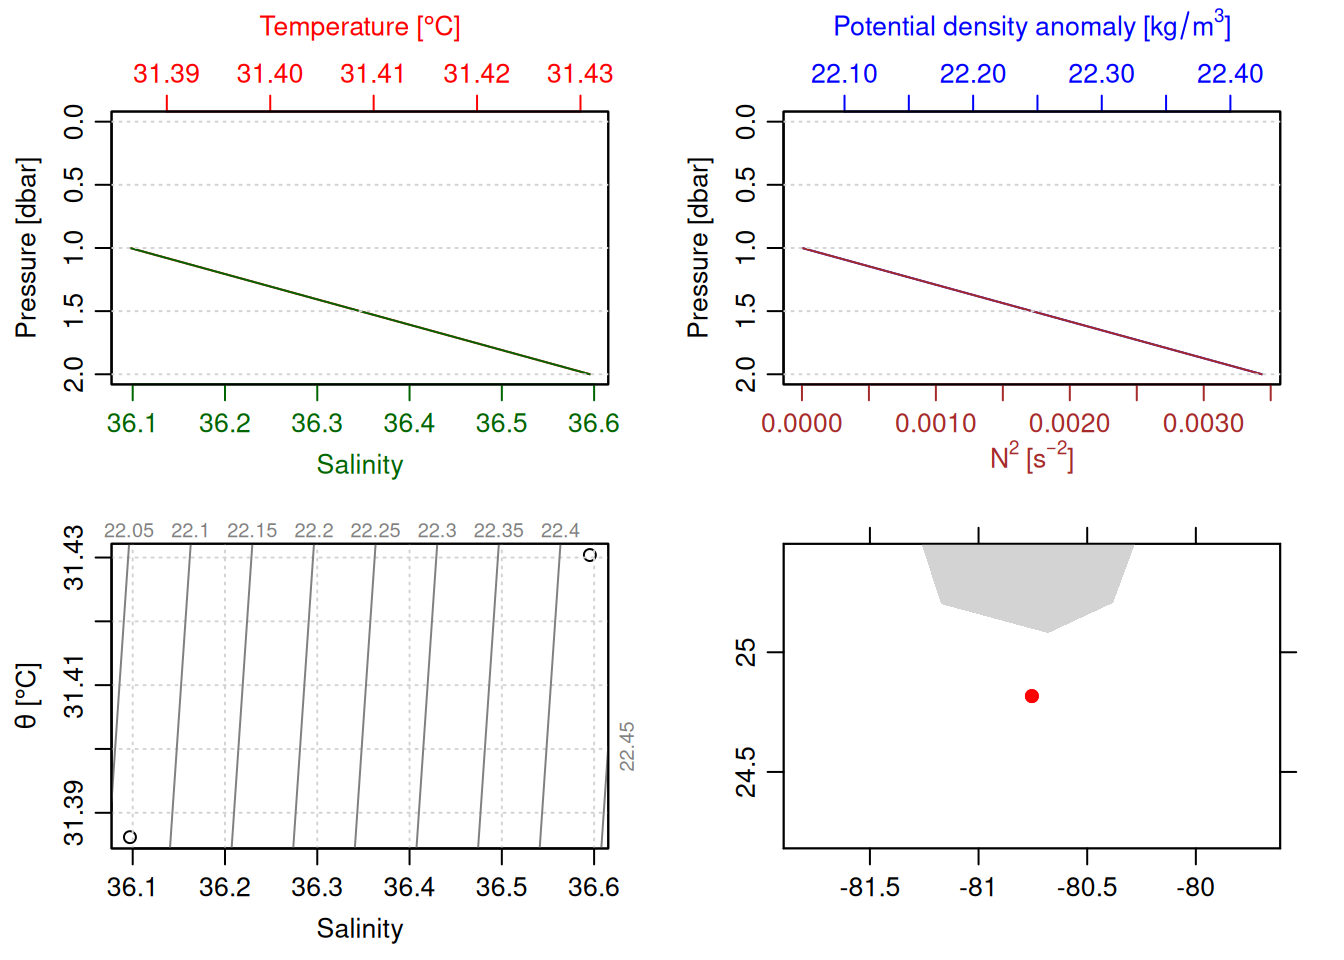 Temperature [°C]
31.39 31.40 31.41 31.42 31.43
Pressure [dbar]
0.0 0.5 1.0 1.5 2.0
36.1 36.2 36.3 36.4 36.5 36.6
Salinity
Potential density anomaly [kg/m³]
22.10 22.20 22.30 22.40
Pressure [dbar]
0.0 0.5 1.0 1.5 2.0
0.0000 0.0010 0.0020 0.0030
N² [s⁻²]
22.05 22.1 22.15 22.2 22.25 22.3 22.35 22.4
22.45
θ [°C]
31.43 31.41 31.39
36.1 36.2 36.3 36.4 36.5 36.6
Salinity
25
24.5
-81.5 -81 -80.5 -80